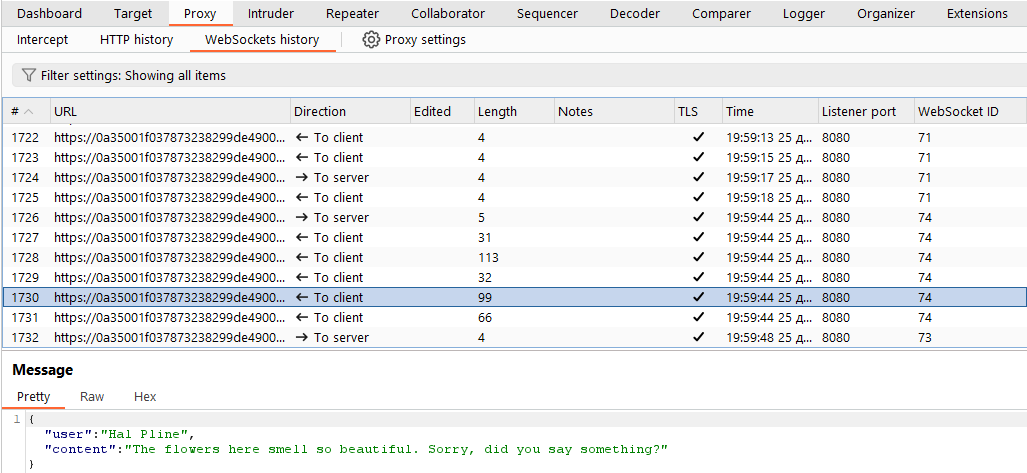 Dashboard Target Proxy Intruder Repeater Collaborator Sequencer Decoder Comparer Logger Organizer Extensions
Intercept HTTP history WebSockets history Proxy settings
Filter settings: Showing all items
# URL Direction Edited Length Notes TLS Time Listener port WebSocket ID
1722 https://0a35001f037873238299de4900... ← To client 4 ✓ 19:59:13 25 д... 8080 71
1723 https://0a35001f037873238299de4900... ← To client 4 ✓ 19:59:15 25 д... 8080 71
1724 https://0a35001f037873238299de4900... → To server 4 ✓ 19:59:17 25 д... 8080 71
1725 https://0a35001f037873238299de4900... ← To client 4 ✓ 19:59:18 25 д... 8080 71
1726 https://0a35001f037873238299de4900... → To server 5 ✓ 19:59:44 25 д... 8080 74
1727 https://0a35001f037873238299de4900... ← To client 31 ✓ 19:59:44 25 д... 8080 74
1728 https://0a35001f037873238299de4900... ← To client 113 ✓ 19:59:44 25 д... 8080 74
1729 https://0a35001f037873238299de4900... ← To client 32 ✓ 19:59:44 25 д... 8080 74
1730 https://0a35001f037873238299de4900... ← To client 99 ✓ 19:59:44 25 д... 8080 74
1731 https://0a35001f037873238299de4900... ← To client 66 ✓ 19:59:44 25 д... 8080 74
1732 https://0a35001f037873238299de4900... → To server 4 ✓ 19:59:48 25 д... 8080 73
Message
Pretty Raw Hex
1 {
"user":"Hal Pline",
"content":"The flowers here smell so beautiful. Sorry, did you say something?"
}